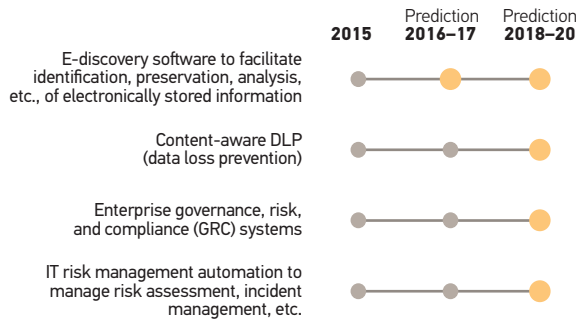 Prediction Prediction
2015 2016–17 2018–20
E-discovery software to facilitate
identification, preservation, analysis,
etc., of electronically stored information
Content-aware DLP
(data loss prevention)
Enterprise governance, risk,
and compliance (GRC) systems
IT risk management automation to
manage risk assessment, incident
management, etc.